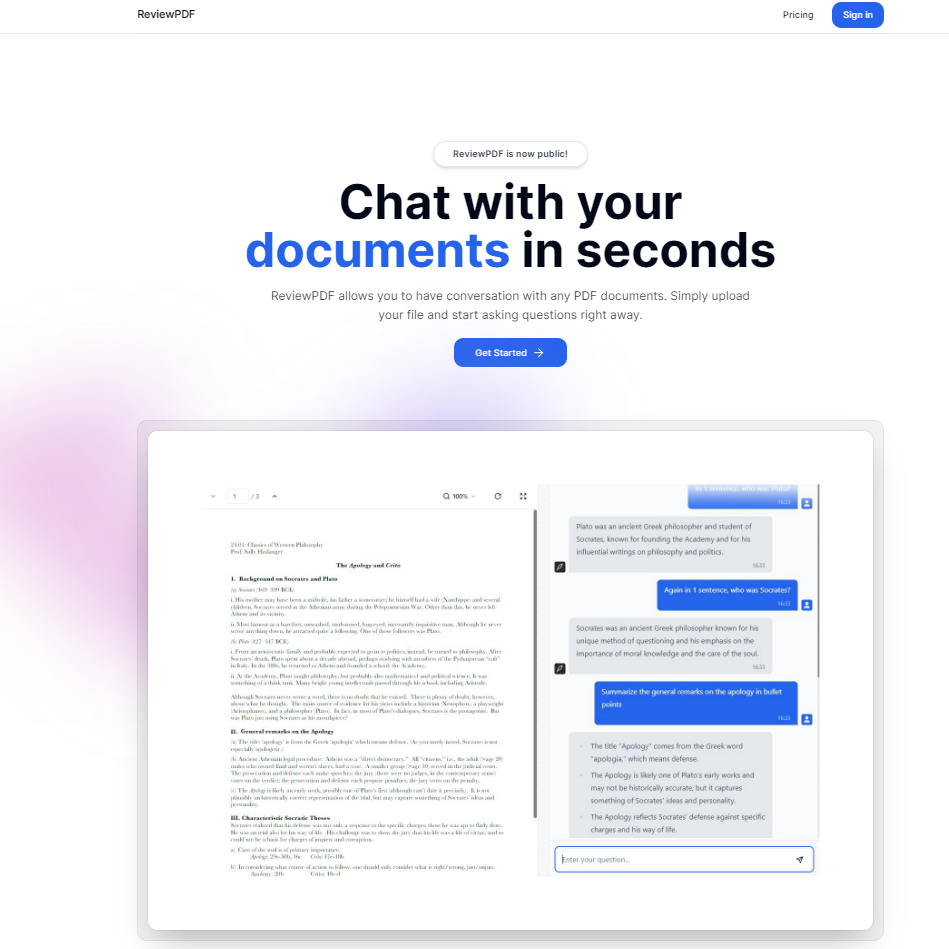 ReviewPDF
Pricing
Sign in
ReviewPDF is now public!
Chat with your
documents in seconds
ReviewPDF allows you to have conversation with any PDF documents. Simply upload
your file and start asking questions right away.
Get Started
1 / 3
100%
24.01: Classics of Western Philosophy
Prof. Sally Haslanger
The Apology and Crito
I. Background on Socrates and Plato
(a) Socrates (469–399 BCE)
i. His mother may have been a midwife, his father a stonecutter; he himself had a wife (Xanthippe) and several
children. Socrates served in the Athenian army during the Peloponnesian War. Other than this, he never left
Athens and its vicinity.
ii. Most famous as a barefoot, unwashed, unshaved, bug-eyed, incessantly inquisitive man. Although he never
wrote anything down, he attracted quite a following. One of those followers was Plato.
(b) Plato (427–347 BCE)
i. From an aristocratic family and probably expected to go in to politics; instead, he turned to philosophy. After
Socrates' death, Plato spent about a decade abroad, perhaps studying with members of the Pythagorean "cult"
in Italy. In the 380s, he returned to Athens and founded a school: the Academy.
ii. At the Academy, Plato taught philosophy, but probably also mathematics and political science. It was
something of a think tank. Many bright young intellectuals passed through his school, including Aristotle.
Although Socrates never wrote a word, there is no doubt that he existed. There is plenty of doubt, however,
about what he thought. The main source of evidence for his views include a historian (Xenophon), a playwright
(Aristophanes), and a philosopher (Plato). In fact, in most of Plato's dialogues, Socrates is the protagonist. But
was Plato just using Socrates as his mouthpiece?
II. General remarks on the Apology
(a) The title: 'apology' is from the Greek 'apologia' which means defense. (As you surely noted, Socrates is not
especially apologetic.)
(b) Ancient Athenian legal procedure: Athens was a "direct democracy." All "citizens," i.e., the adult (>age 20)
males who owned land and weren't slaves, had a vote. A smaller group (>age 30) served in the judicial courts.
The prosecution and defense each make speeches; the jury (there were no judges, in the contemporary sense)
votes on the verdict; the prosecution and defense each propose penalties; the jury votes on the penalty.
(c) The Apology is likely an early work, possibly one of Plato's first (although can't date it precisely). It is not
plausibly an historically correct representation of the trial, but may capture something of Socrates' ideas and
personality.
III. Characteristic Socratic Theses
Socrates realized that his defense was not only a response to the specific charges; those he was apt to flatly deny.
He was on trial also for his way of life. His challenge was to show the jury that his life was a life of virtue, and so
could not be a basis for charges of impiety and corruption.
a) Care of the soul is of primary importance.
Apology 29e-30b, 36c Crito 47e-48b
b) In considering what course of action to follow, one should only consider what is right/wrong, just/unjust.
Apology: 28b Crito: 48cd
in 1 sentence, who was Plato?
16:33
Plato was an ancient Greek philosopher and student of
Socrates, known for founding the Academy and for his
influential writings on philosophy and politics.
16:33
Again in 1 sentence, who was Socrates?
16:33
Socrates was an ancient Greek philosopher known for his
unique method of questioning and his emphasis on the
importance of moral knowledge and the care of the soul.
16:33
Summarize the general remarks on the apology in bullet
points
16:33
The title "Apology" comes from the Greek word
"apologia," which means defense.
The Apology is likely one of Plato's early works and
may not be historically accurate, but it captures
something of Socrates' ideas and personality.
The Apology reflects Socrates' defense against specific
charges and his way of life.
Enter your question...